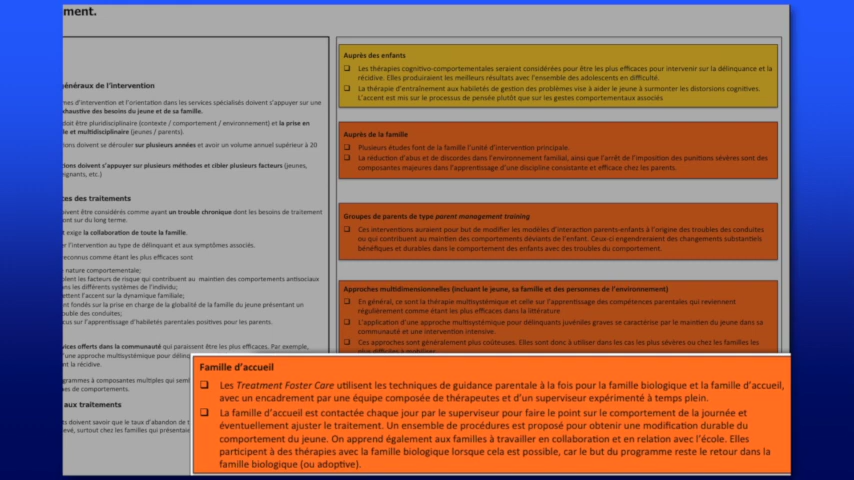 ment.
généraux de l'intervention
mes d'intervention et l'orientation dans les services spécialisés doivent s'appuyer sur une
xhaustive des besoins du jeune et de sa famille.
doit être pluridisciplinaire (contexte / comportement / environnement) et la prise en
le et multidisciplinaire (jeunes / parents).
ions doivent se dérouler sur plusieurs années et avoir un volume annuel supérieur à 20
tions doivent s'appuyer sur plusieurs méthodes et cibler plusieurs facteurs (jeunes,
ignants, etc.)
ces des traitements
oivent être considérés comme ayant un trouble chronique dont les besoins de traitement
ont sur du long terme.
t exige la collaboration de toute la famille.
er l'intervention au type de délinquant et aux symptômes associés.
reconnus comme étant les plus efficaces sont
nature comportementale;
blent les facteurs de risque qui contribuent au maintien des comportements antisociaux
ans les différents systèmes de l'individu;
ettent l'accent sur la dynamique familiale;
nt fondés sur la prise en charge de la globalité de la famille du jeune présentant un
ouble des conduites;
cus sur l'apprentissage d'habiletés parentales positives pour les parents.
vices offerts dans la communauté qui paraissent être les plus efficaces. Par exemple,
d'une approche multisystémique pour délinq
nt la récidive.
grammes à composantes multiples qui sem
es de comportements.
aux traitements
ts doivent savoir que le taux d'abandon de t
levé, surtout chez les familles qui présentaie
Auprès des enfants
❑ Les thérapies cognitivo-comportementales seraient considérées pour être les plus efficaces pour intervenir sur la délinquance et la
récidive. Elles produiraient les meilleurs résultats avec l'ensemble des adolescents en difficulté.
❑ La thérapie d'entraînement aux habiletés de gestion des problèmes vise à aider le jeune à surmonter les distorsions cognitives.
L'accent est mis sur le processus de pensée plutôt que sur les gestes comportementaux associés
Auprès de la famille
❑ Plusieurs études font de la famille l'unité d'intervention principale.
❑ La réduction d'abus et de discordes dans l'environnement familial, ainsi que l'arrêt de l'imposition des punitions sévères sont des
composantes majeures dans l'apprentissage d'une discipline consistante et efficace chez les parents.
Groupes de parents de type parent management training
❑ Ces interventions auraient pour but de modifier les modèles d'interaction parents-enfants à l'origine des troubles des conduites
ou qui contribuent au maintien des comportements déviants de l'enfant. Ceux-ci engendreraient des changements substantiels
bénéfiques et durables dans le comportement des enfants avec des troubles du comportement.
Approches multidimensionnelles (incluant le jeune, sa famille et des personnes de l'environnement)
❑ En général, ce sont la thérapie multisystémique et celle sur l'apprentissage des compétences parentales qui reviennent
régulièrement comme étant les plus efficaces dans la littérature
❑ L'application d'une approche multisystémique pour délinquants juvéniles graves se caractérise par le maintien du jeune dans sa
communauté et une intervention intensive.
❑ Ces approches sont généralement plus coûteuses. Elles sont donc à utiliser dans les cas les plus sévères ou chez les familles les
plus difficiles à mobiliser.
Famille d'accueil
❑ Les Treatment Foster Care utilisent les techniques de guidance parentale à la fois pour la famille biologique et la famille d'accueil,
avec un encadrement par une équipe composée de thérapeutes et d'un superviseur expérimenté à temps plein.
❑ La famille d'accueil est contactée chaque jour par le superviseur pour faire le point sur le comportement de la journée et
éventuellement ajuster le traitement. Un ensemble de procédures est proposé pour obtenir une modification durable du
comportement du jeune. On apprend également aux familles à travailler en collaboration et en relation avec l'école. Elles
participent à des thérapies avec la famille biologique lorsque cela est possible, car le but du programme reste le retour dans la
famille biologique (ou adoptive).